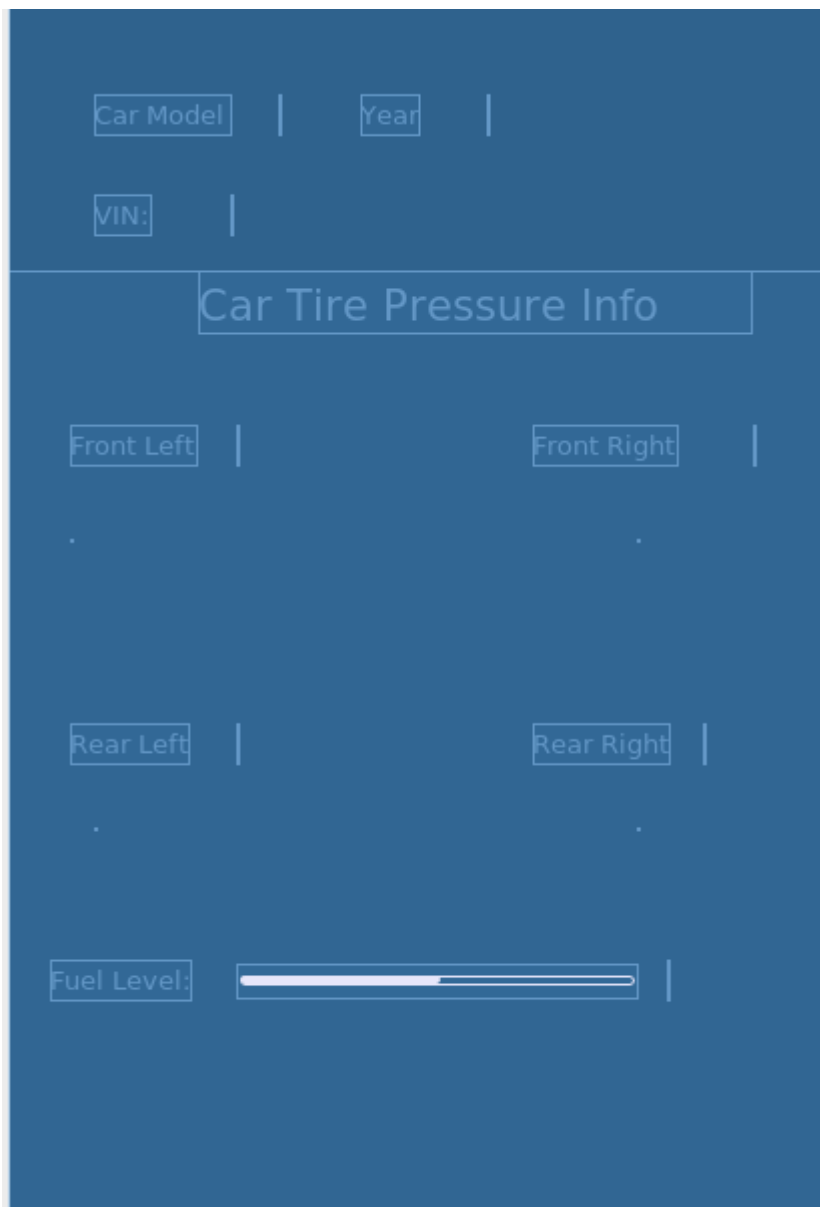 Car Model Year
VIN:
Car Tire Pressure Info
Front Left Front Right
Rear Left Rear Right
Fuel Level: